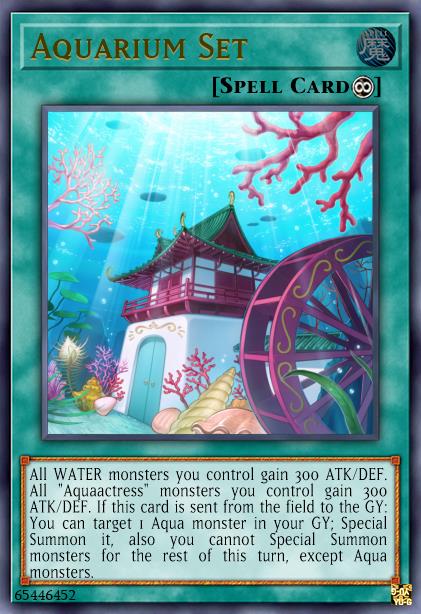 Aquarium Set
魔
[Spell Card]
All WATER monsters you control gain 300 ATK/DEF.
All "Aquaactress" monsters you control gain 300
ATK/DEF. If this card is sent from the field to the GY:
You can target 1 Aqua monster in your GY; Special
Summon it, also you cannot Special Summon
monsters for the rest of this turn, except Aqua
monsters.
65446452